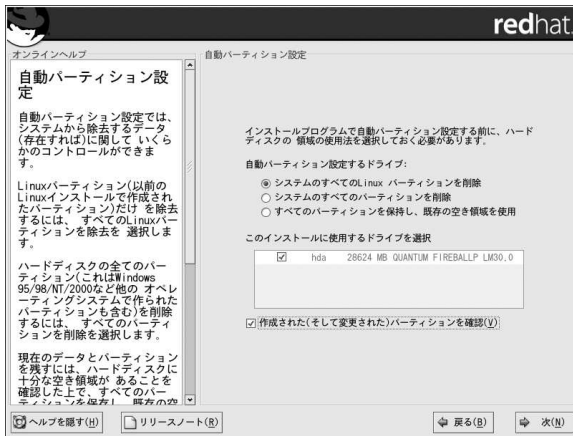 redhat.
オンラインヘルプ
自動パーティション設
定
自動パーティション設定では、
システムから除去するデータ
(存在すれば)に関して いくら
かのコントロールができま
す。
Linuxパーティション(以前の
Linuxインストールで作成され
たパーティション)だけ を除去
するには、 すべてのLinuxパー
ティションを除去を 選択しま
す。
ハードディスクの全てのパー
ティション(これはWindows
95/98/NT/2000など他の オペレ
ーティングシステムで作られた
パーティションも含む)を削除
するには、 すべてのパーティ
ションを削除を選択します。
現在のデータとパーティション
を残すには、ハードディスクに
十分な空き領域が あることを
確認した上で、すべてのパー
ティションを保存し、既存の空
自動パーティション設定
インストールプログラムで自動パーティション設定する前に、ハード
ディスクの 領域の使用法を選択しておく必要があります。
自動パーティション設定するドライブ:
システムのすべてのLinux パーティションを削除
システムのすべてのパーティションを削除
すべてのパーティションを保持し、既存の空き領域を使用
このインストールに使用するドライブを選択
hda 28624 MB QUANTUM FIREBALLP LM30.0
作成された(そして変更された)パーティションを確認(V)
ヘルプを隠す(H)
リリースノート(R)
戻る(B)
次(N)